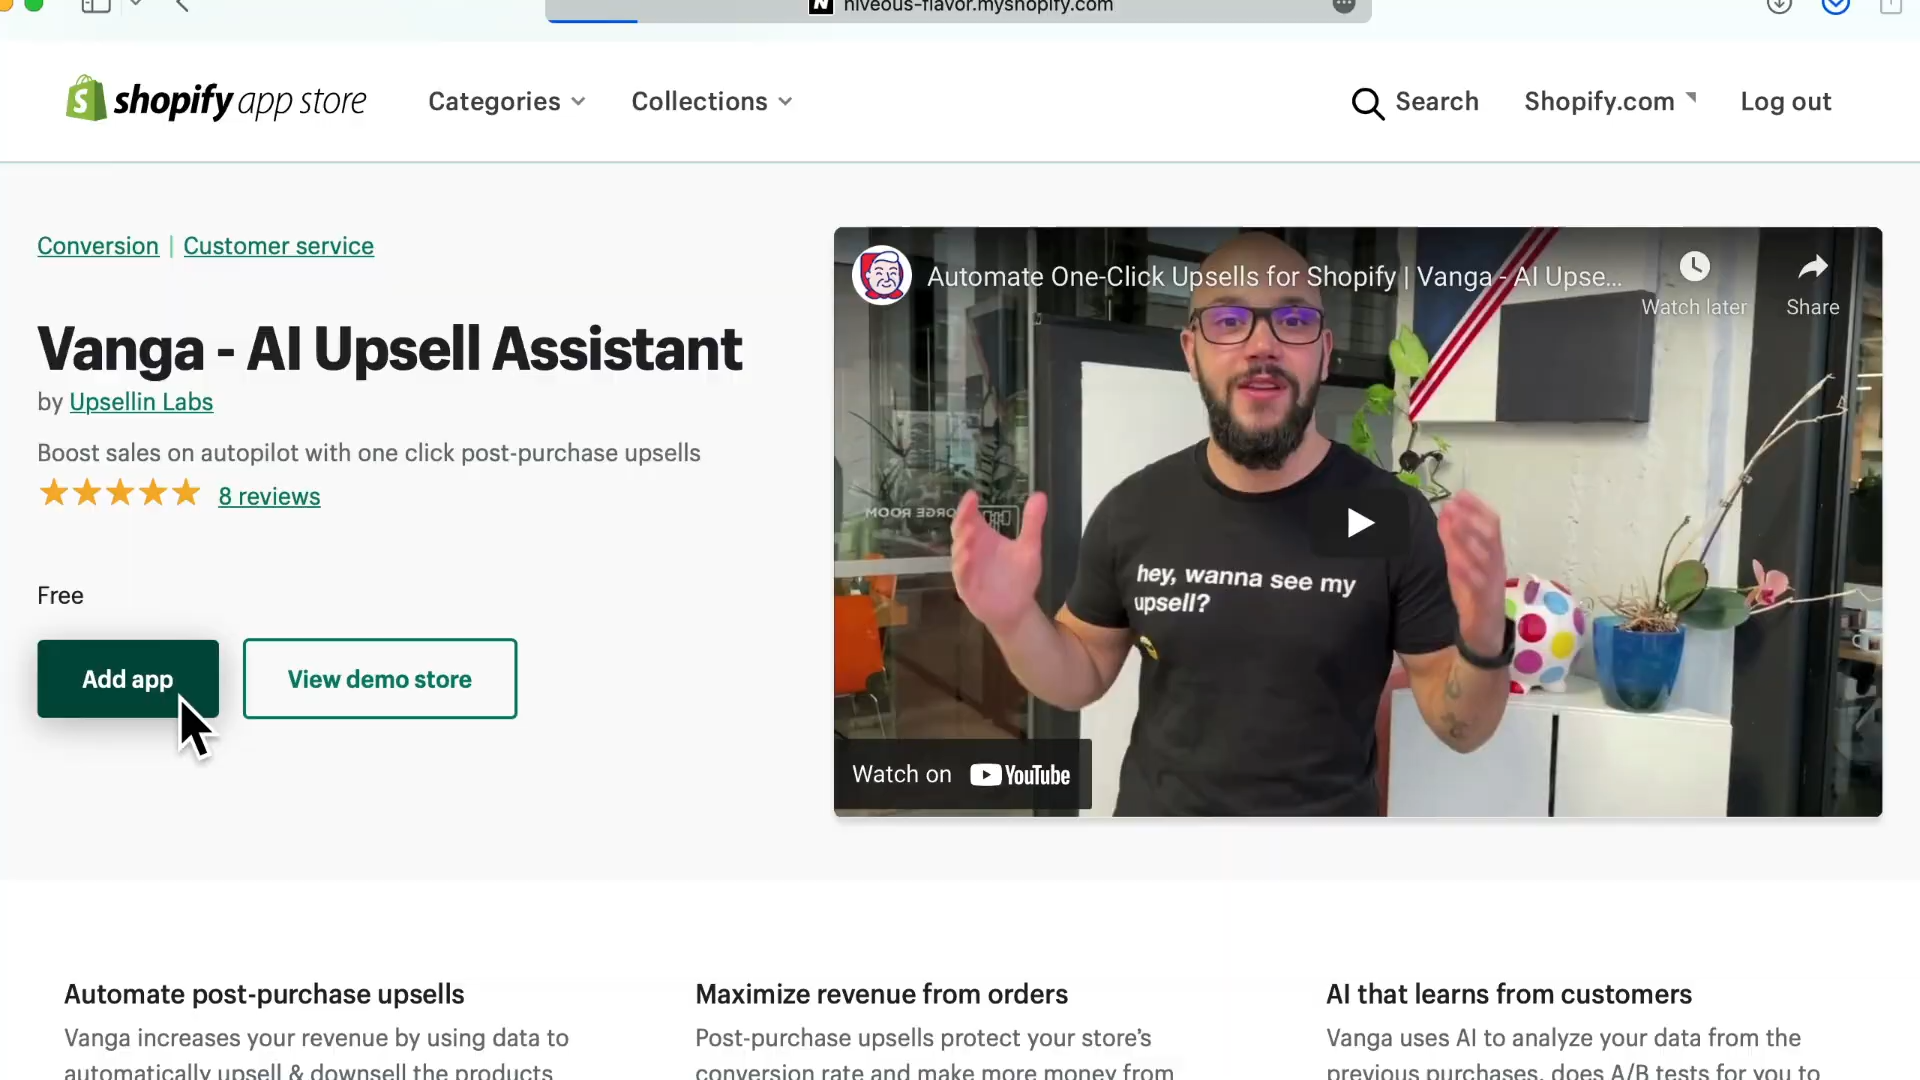 niveous-flavor.myshopify.com
shopify app store
Categories
Collections
Search
Shopify.com
Log out
Conversion | Customer service
Vanga - AI Upsell Assistant
by Upsellin Labs
Boost sales on autopilot with one click post-purchase upsells
8 reviews
Free
Add app
View demo store
Automate One-Click Upsells for Shopify | Vanga - AI Upse...
Watch later
Share
hey, wanna see my
upsell?
Watch on YouTube
Automate post-purchase upsells
Vanga increases your revenue by using data to
automatically upsell & downsell the products
Maximize revenue from orders
Post-purchase upsells protect your store's
conversion rate and make more money from
AI that learns from customers
Vanga uses AI to analyze your data from the
previous purchases, does A/B tests for you to